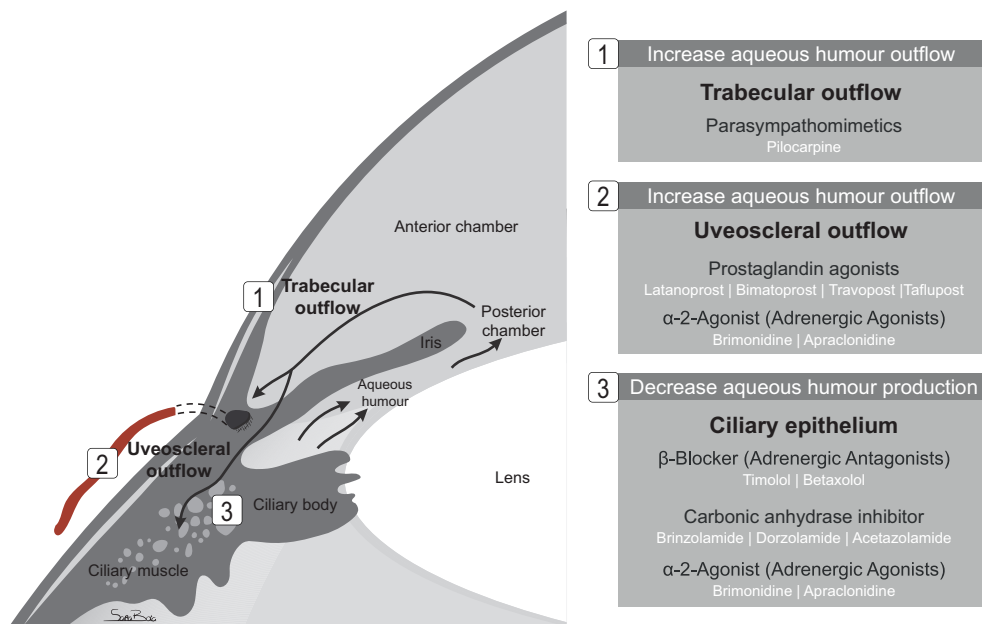 Anterior chamber
1
Trabecular
outflow
Posterior
chamber
Iris
Aqueous
humour
2
Uveoscleral
outflow
Lens
3
Ciliary body
Ciliary muscle
1
Increase aqueous humour outflow
Trabecular outflow
Parasympathomimetics
Pilocarpine
2
Increase aqueous humour outflow
Uveoscleral outflow
Prostaglandin agonists
Latanoprost | Bimatoprost | Travopost |Taflupost
α-2-Agonist (Adrenergic Agonists)
Brimonidine | Apraclonidine
3
Decrease aqueous humour production
Ciliary epithelium
β-Blocker (Adrenergic Antagonists)
Timolol | Betaxolol
Carbonic anhydrase inhibitor
Brinzolamide | Dorzolamide | Acetazolamide
α-2-Agonist (Adrenergic Agonists)
Brimonidine | Apraclonidine